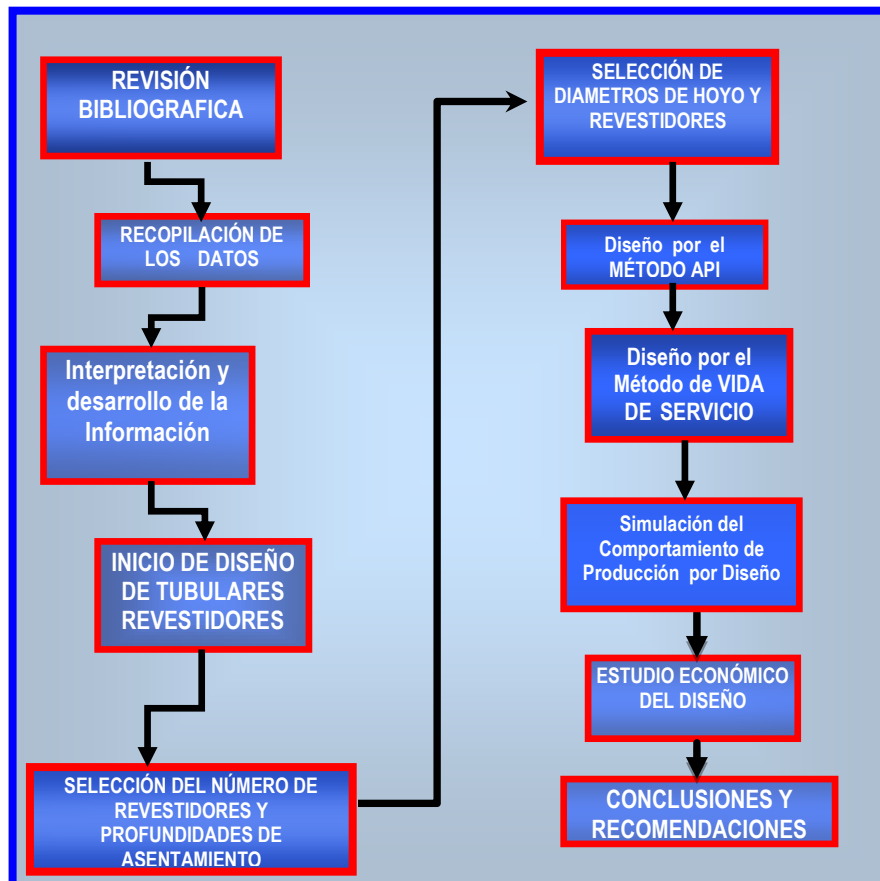 REVISIÓN
BIBLIOGRAFICA
RECOPILACIÓN DE
LOS DATOS
Interpretación y
desarrollo de la
Información
INICIO DE DISEÑO
DE TUBULARES
REVESTIDORES
SELECCIÓN DEL NÚMERO DE
REVESTIDORES Y
PROFUNDIDADES DE
ASENTAMIENTO
SELECCIÓN DE
DIAMETROS DE HOYO Y
REVESTIDORES
Diseño por el
MÉTODO API
Diseño por el
Método de VIDA
DE SERVICIO
Simulación del
Comportamiento de
Producción por Diseño
ESTUDIO ECONÓMICO
DEL DISEÑO
CONCLUSIONES Y
RECOMENDACIONES